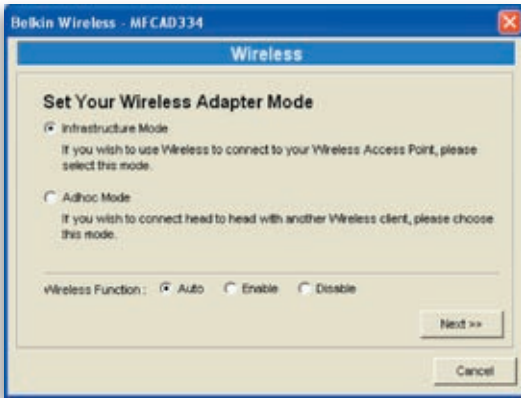 Belkin Wireless - MFCAD334
Wireless
Set Your Wireless Adapter Mode
Infrastructure Mode
If you wish to use Wireless to connect to your Wireless Access Point, please
select this mode.
Adhoc Mode
If you wish to connect head to head with another Wireless client, please choose
this mode.
Wireless Function : Auto Enable Disable
Next >>
Cancel